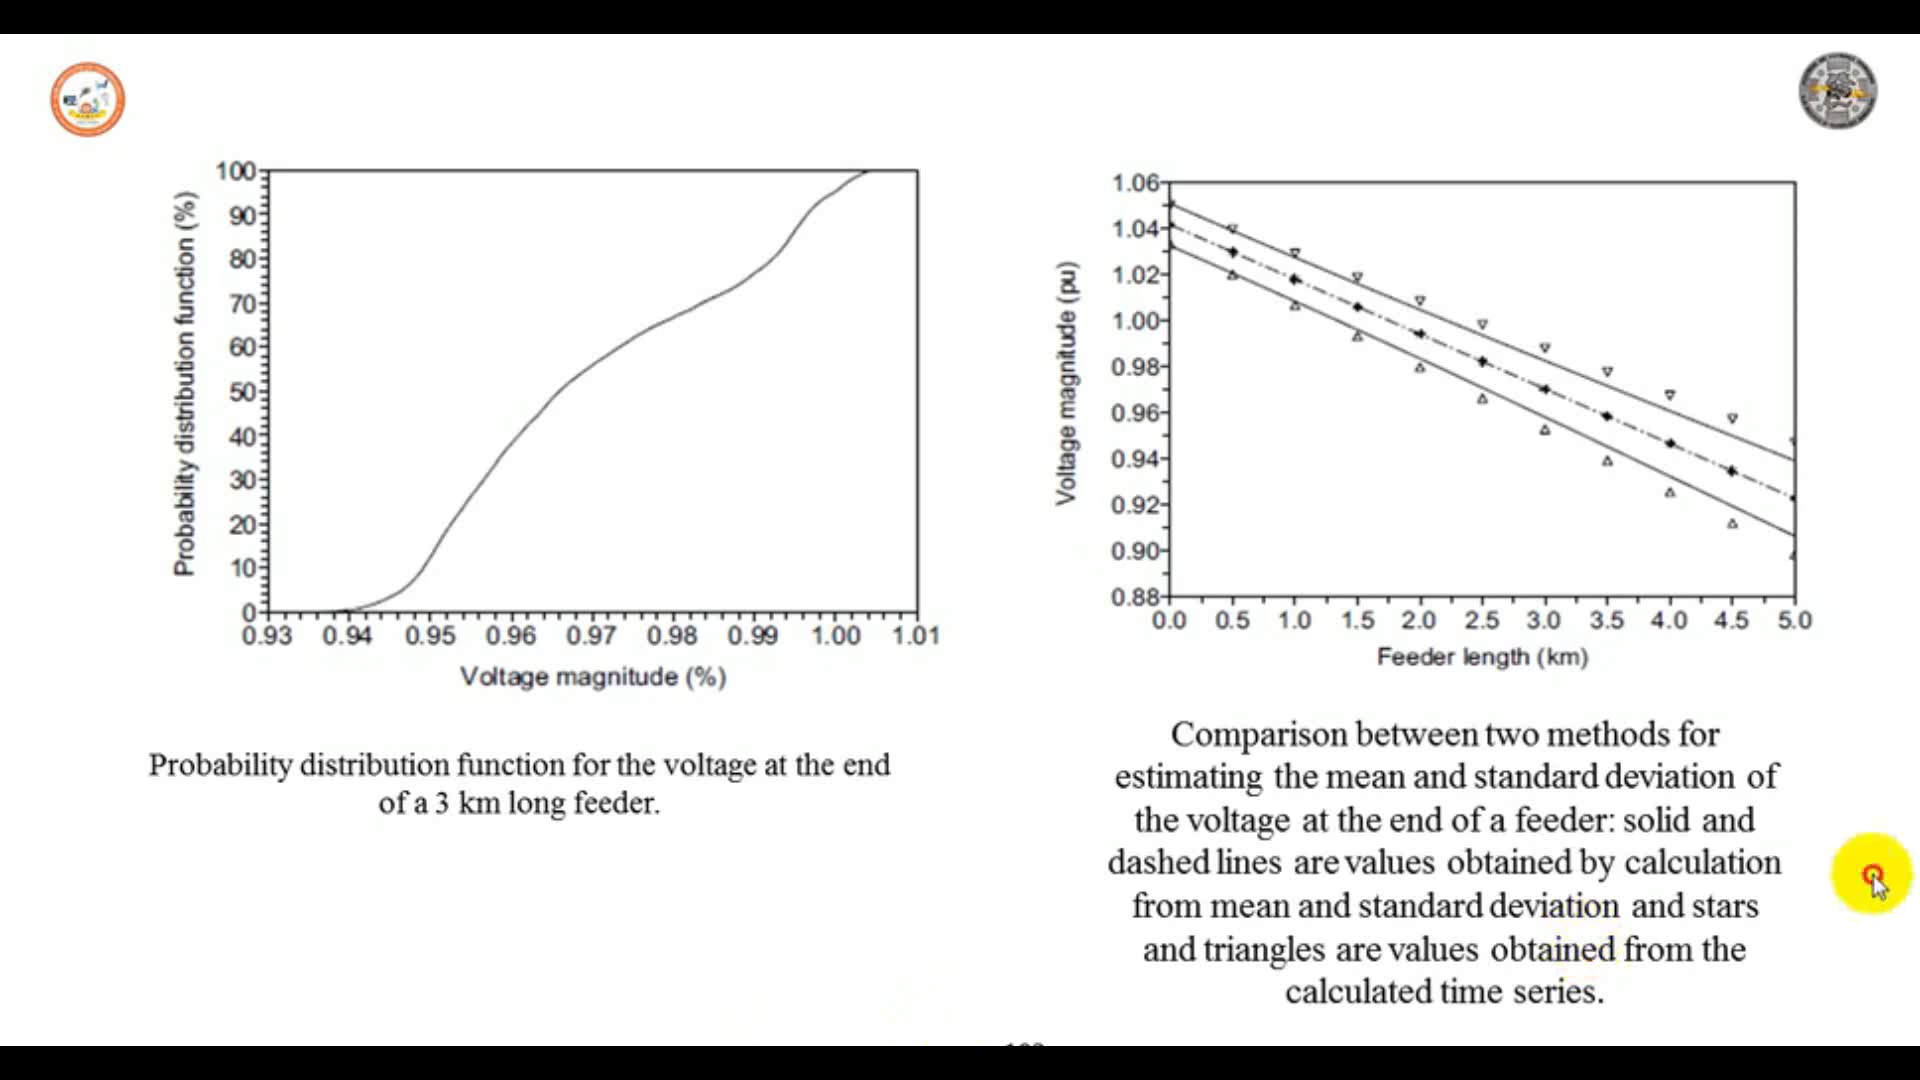 Probability distribution function (%)
100
90
80
70
60
50
40
30
20
10
0
0.93 0.94 0.95 0.96 0.97 0.98 0.99 1.00 1.01
Voltage magnitude (%)
Probability distribution function for the voltage at the end
of a 3 km long feeder.
Voltage magnitude (pu)
1.06
1.04
1.02
1.00
0.98
0.96
0.94
0.92
0.90
0.88
0.0 0.5 1.0 1.5 2.0 2.5 3.0 3.5 4.0 4.5 5.0
Feeder length (km)
Comparison between two methods for
estimating the mean and standard deviation of
the voltage at the end of a feeder: solid and
dashed lines are values obtained by calculation
from mean and standard deviation and stars
and triangles are values obtained from the
calculated time series.